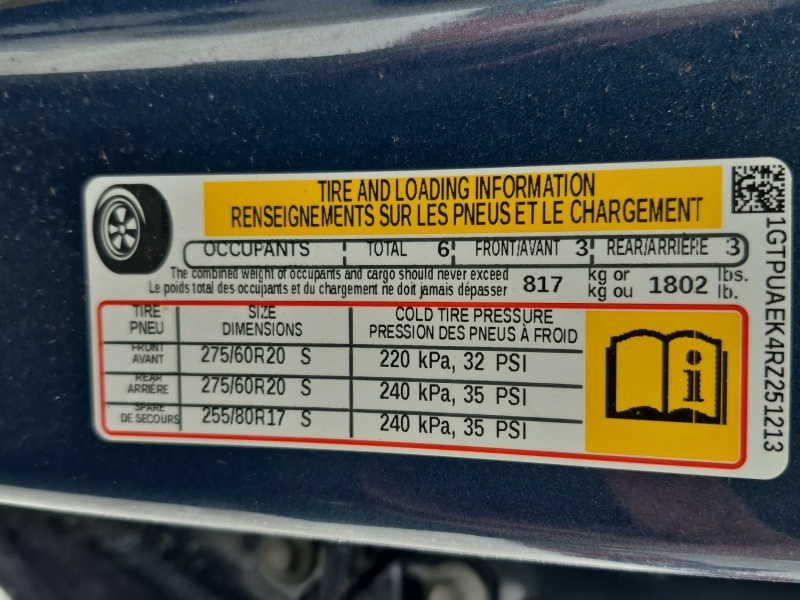 TIRE AND LOADING INFORMATION
RENSEIGNEMENTS SUR LES PNEUS ET LE CHARGEMENT
OCCUPANTS TOTAL 6 FRONT/AVANT 3 REAR/ARRIÈRE 3
The combined weight of occupants and cargo should never exceed 817 kg or 1802 lbs.
Le poids total des occupants et du chargement ne doit jamais dépasser kg ou lb.
TIRE SIZE COLD TIRE PRESSURE
PNEU DIMENSIONS PRESSION DES PNEUS À FROID
FRONT
AVANT 275/60R20 S 220 kPa, 32 PSI
REAR
ARRIÈRE 275/60R20 S 240 kPa, 35 PSI
SPARE
DE SECOURS 255/80R17 S 240 kPa, 35 PSI
i
1GTPUAEK4RZ251213